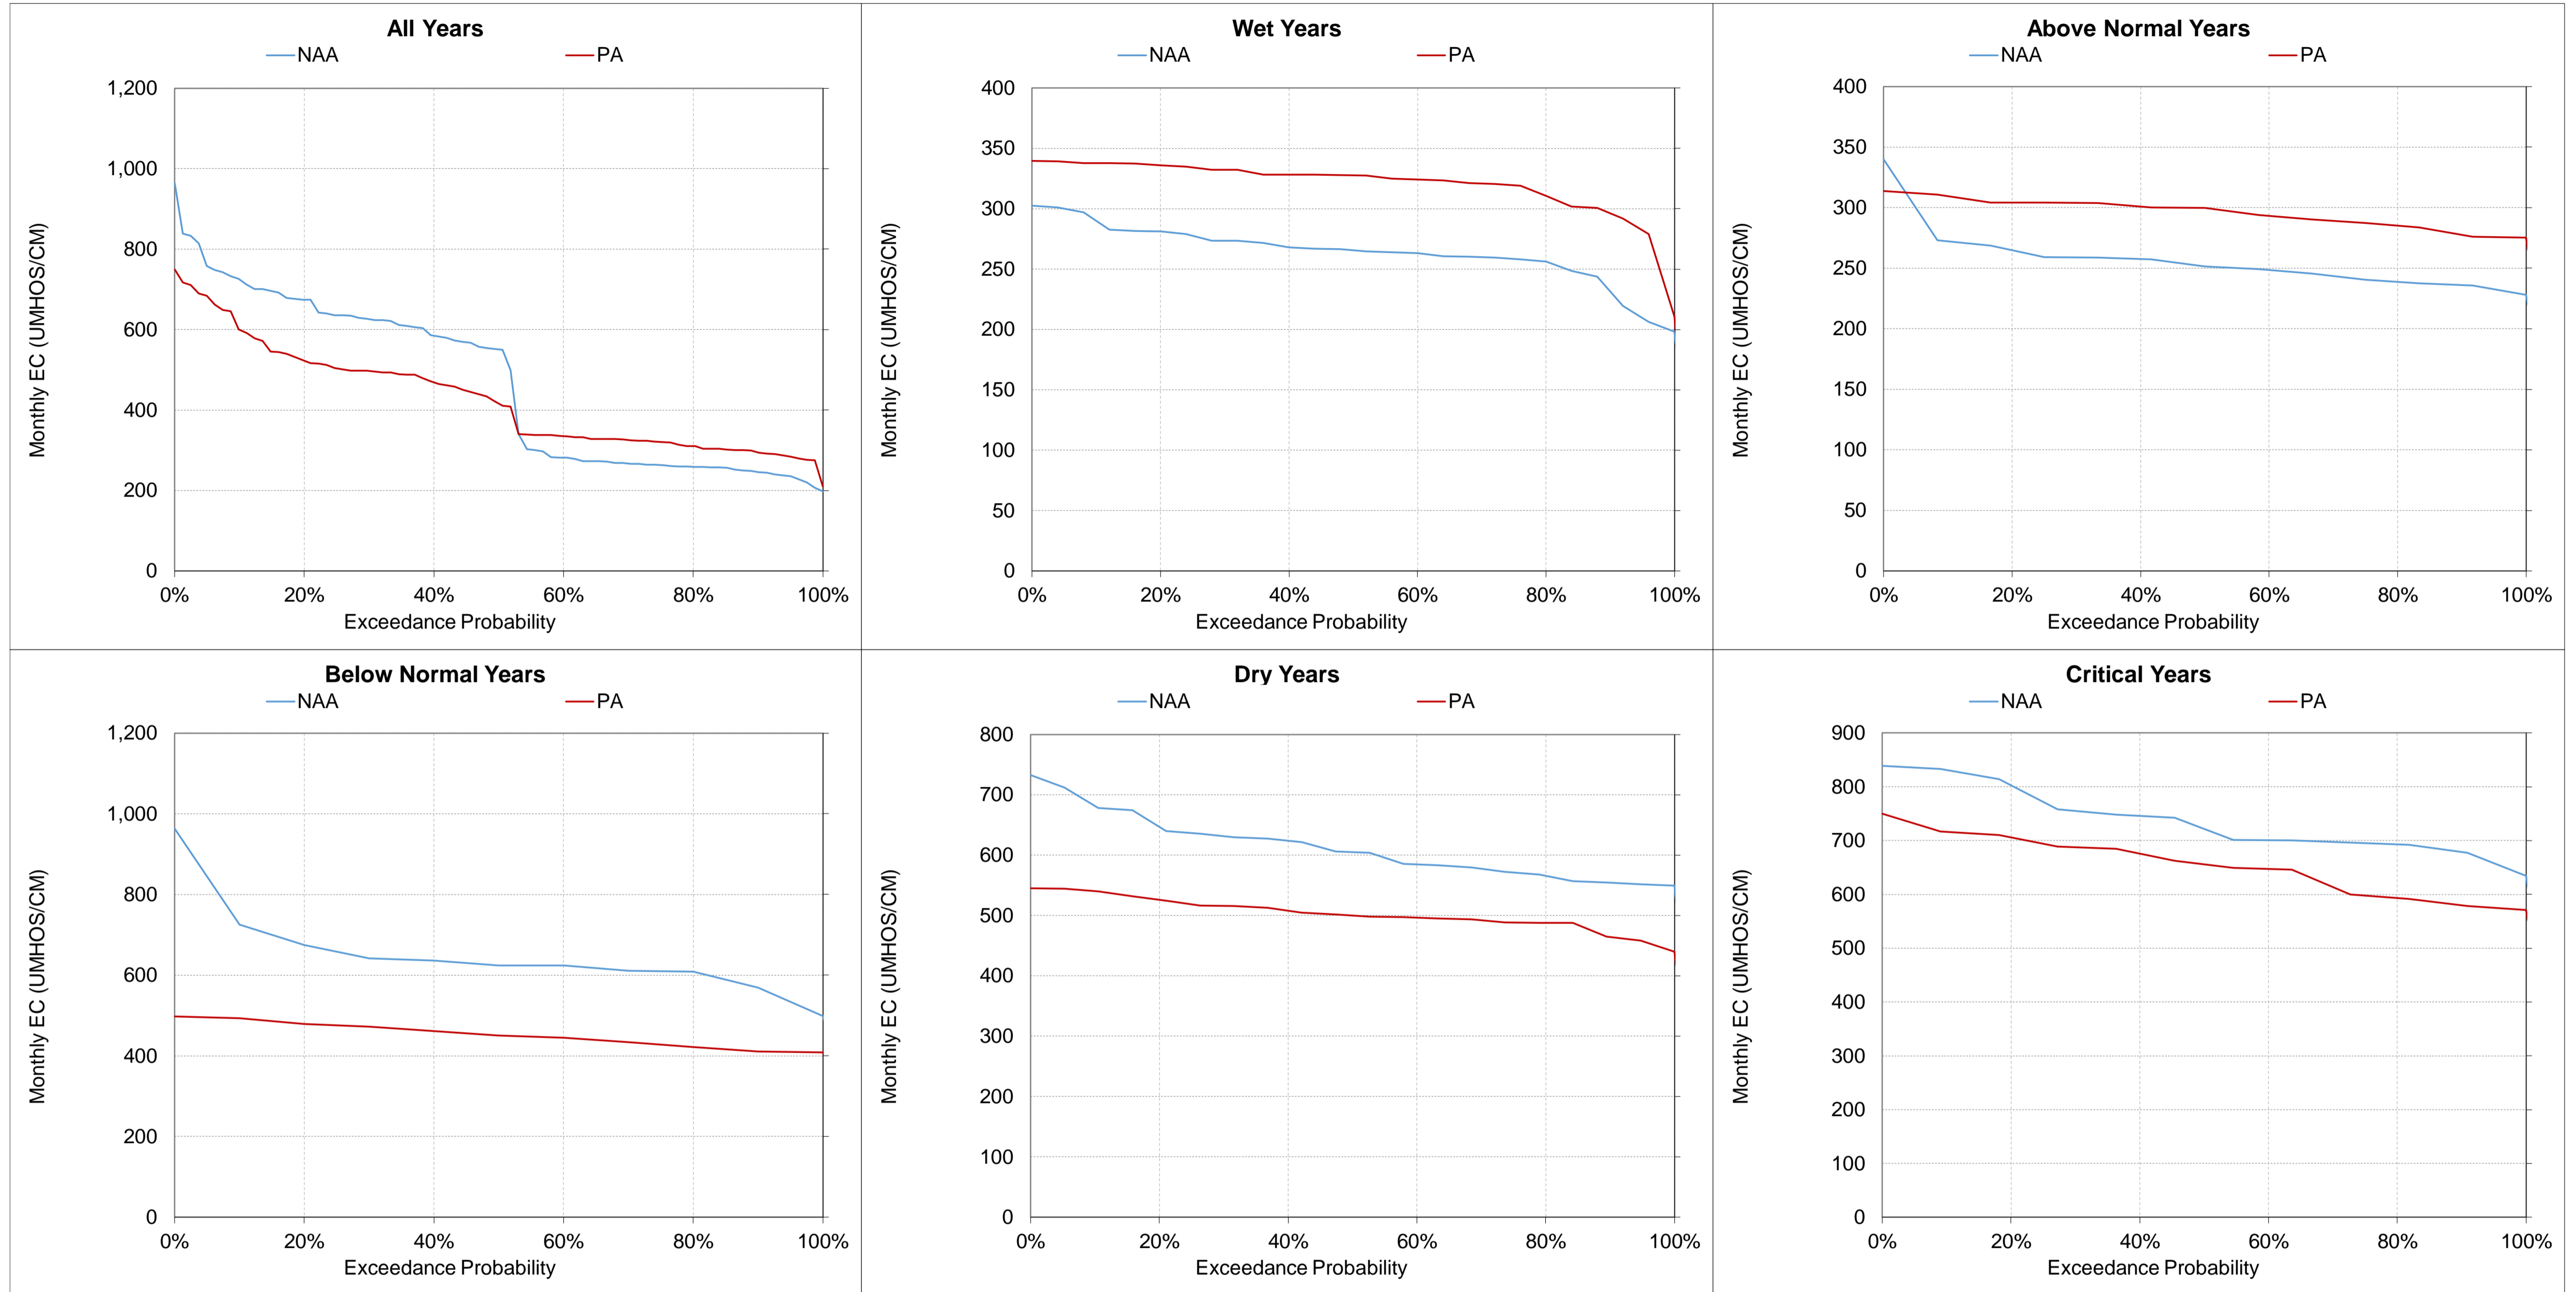 All Years
NAA PA
1,200
1,000
800
600
400
200
0
0% 20% 40% 60% 80% 100%
Exceedance Probability
Monthly EC (UMHOS/CM)
Wet Years
NAA PA
400
350
300
250
200
150
100
50
0
0% 20% 40% 60% 80% 100%
Exceedance Probability
Monthly EC (UMHOS/CM)
Above Normal Years
NAA PA
400
350
300
250
200
150
100
50
0
0% 20% 40% 60% 80% 100%
Exceedance Probability
Monthly EC (UMHOS/CM)
Below Normal Years
NAA PA
1,200
1,000
800
600
400
200
0
0% 20% 40% 60% 80% 100%
Exceedance Probability
Monthly EC (UMHOS/CM)
Dry Years
NAA PA
800
700
600
500
400
300
200
100
0
0% 20% 40% 60% 80% 100%
Exceedance Probability
Monthly EC (UMHOS/CM)
Critical Years
NAA PA
900
800
700
600
500
400
300
200
100
0
0% 20% 40% 60% 80% 100%
Exceedance Probability
Monthly EC (UMHOS/CM)